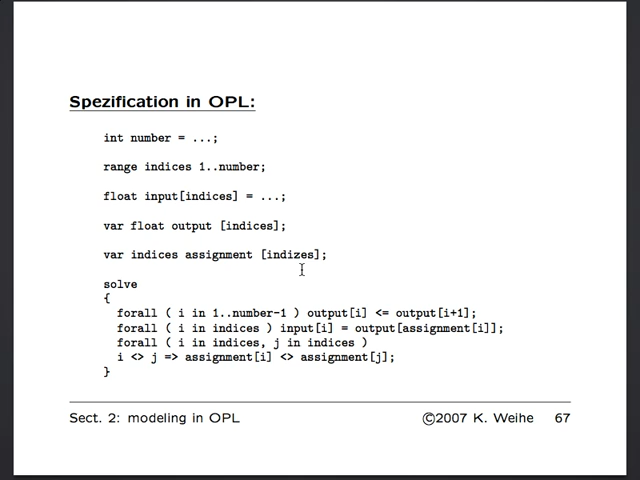 Spezification in OPL:
int number = ...;
range indices 1..number;
float input[indices] = ...;
var float output [indices];
var indices assignment [indizes];
solve
{
forall ( i in 1..number-1 ) output[i] <= output[i+1];
forall ( i in indices ) input[i] = output[assignment[i]];
forall ( i in indices, j in indices )
i <> j => assignment[i] <> assignment[j];
}
Sect. 2: modeling in OPL ©2007 K. Weihe 67